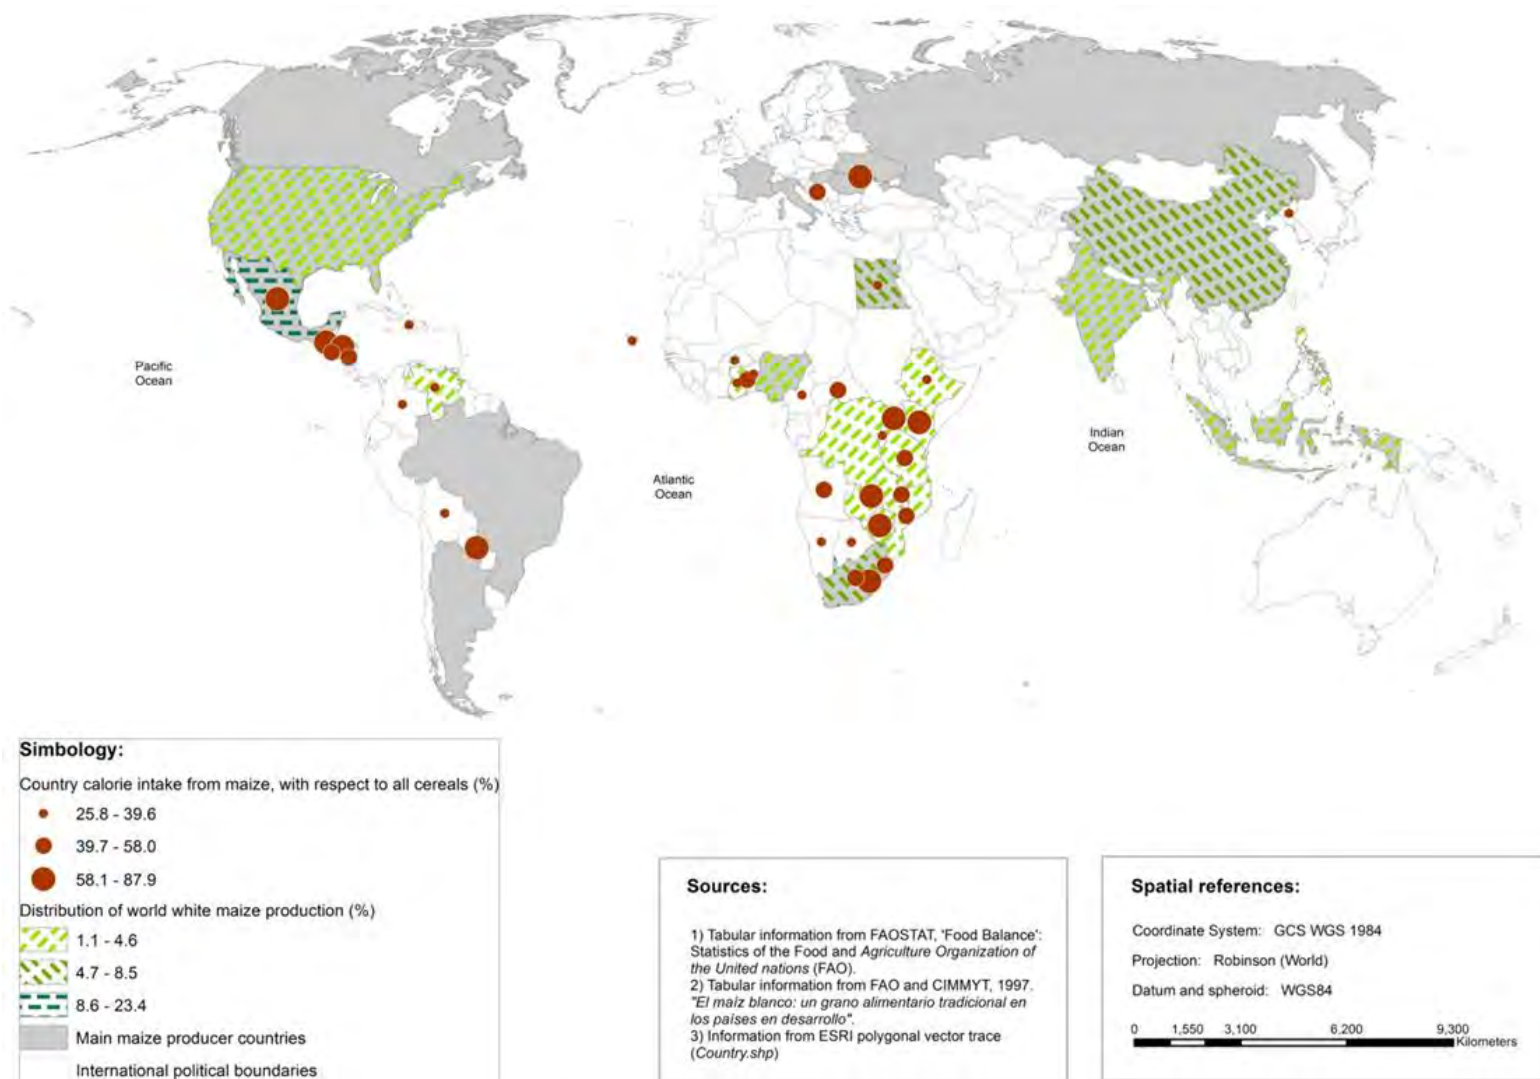 Pacific
Ocean
Atlantic
Ocean
Indian
Ocean
Simbology:
Country calorie intake from maize, with respect to all cereals (%)
25.8 - 39.6
39.7 - 58.0
58.1 - 87.9
Distribution of world white maize production (%)
1.1 - 4.6
4.7 - 8.5
8.6 - 23.4
Main maize producer countries
International political boundaries
Sources:
1) Tabular information from FAOSTAT, 'Food Balance':
Statistics of the Food and Agriculture Organization of
the United nations (FAO).
2) Tabular information from FAO and CIMMYT, 1997.
"El maíz blanco: un grano alimentario tradicional en
los países en desarrollo".
3) Information from ESRI polygonal vector trace
(Country.shp)
Spatial references:
Coordinate System: GCS WGS 1984
Projection: Robinson (World)
Datum and spheroid: WGS84
0 1,550 3,100 6,200 9,300
Kilometers